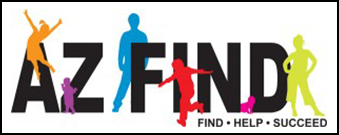 AZ FIND
FIND • HELP • SUCCEED